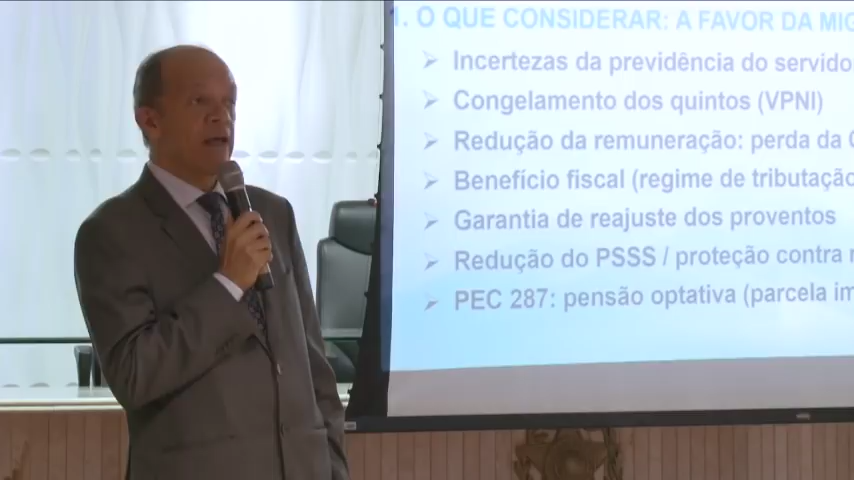 1. O QUE CONSIDERAR: A FAVOR DA MIG
Incertezas da previdência do servido
Congelamento dos quintos (VPNI)
Redução da remuneração: perda da
Benefício fiscal (regime de tributação
Garantia de reajuste dos proventos
Redução do PSSS / proteção contra
PEC 287: pensão optativa (parcela im